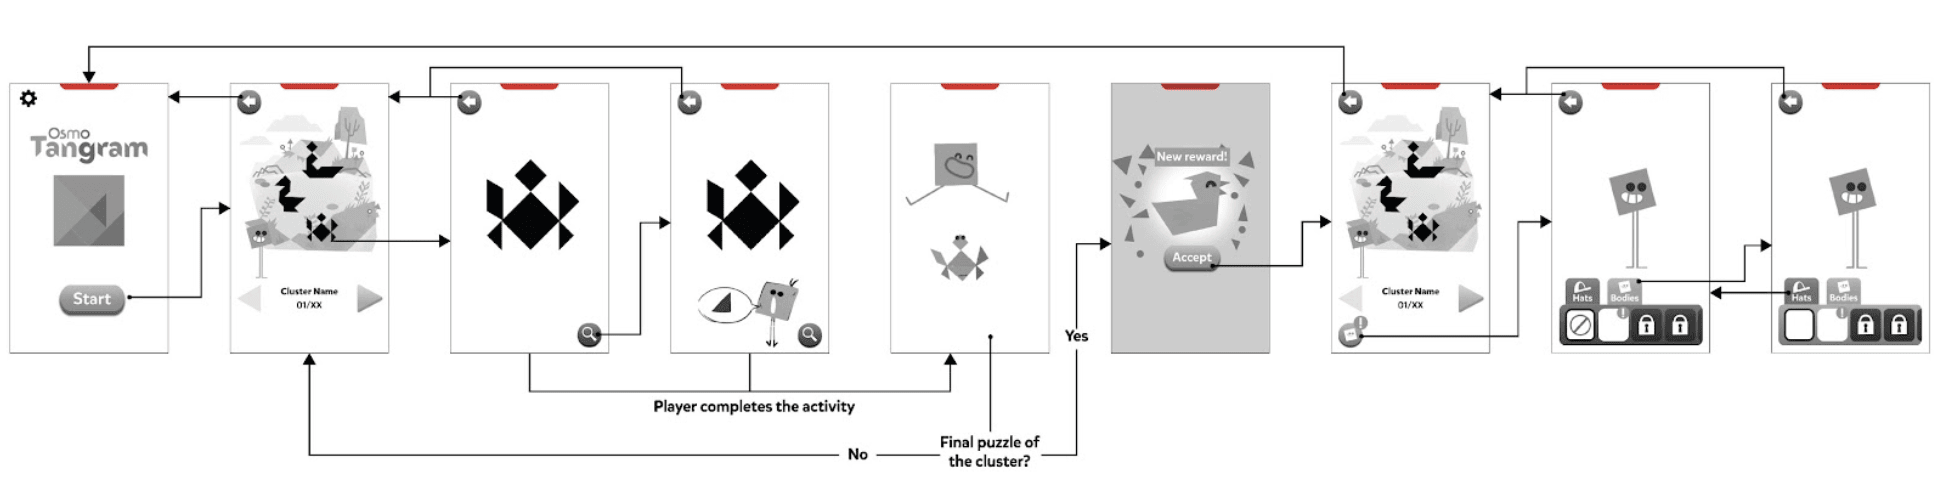 Osmo
Tangram
Start
Cluster Name
01/XX
Player completes the activity
Final puzzle of
the cluster?
No
Yes
New reward!
Accept
Cluster Name
01/XX
!
Hats
Bodies
!
Hats
Bodies
!